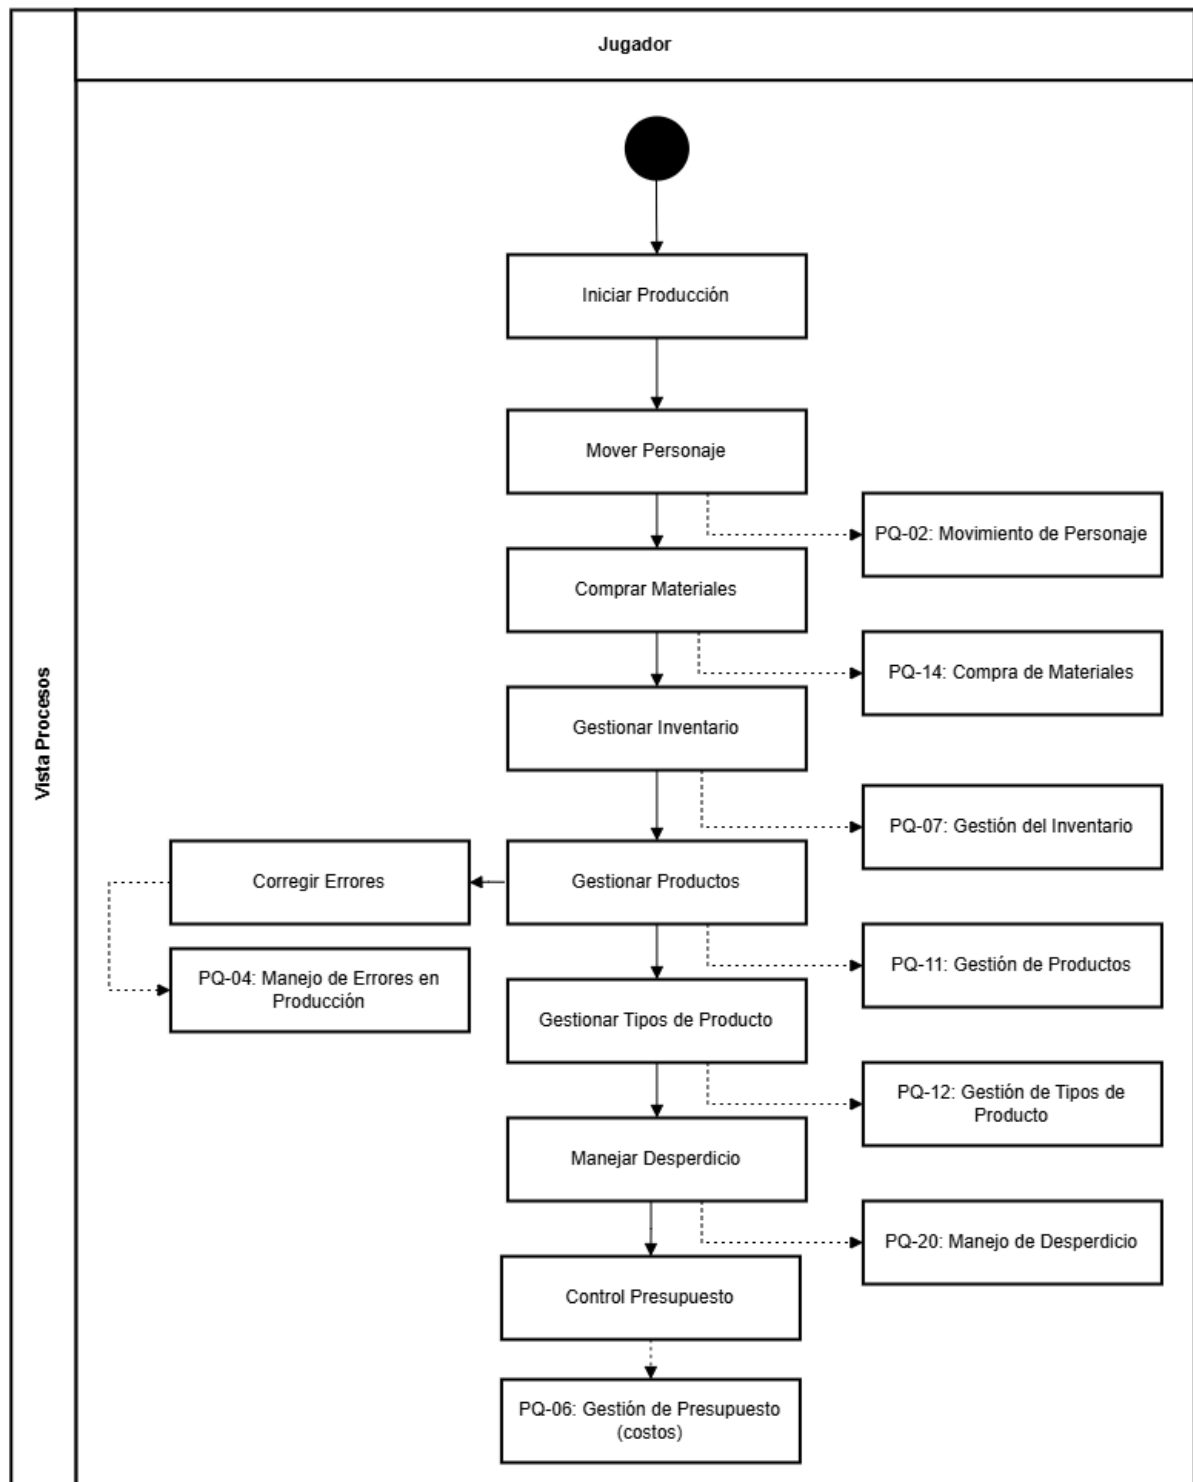 Jugador
Vista Procesos
Iniciar Producción
Mover Personaje
PQ-02: Movimiento de Personaje
Comprar Materiales
PQ-14: Compra de Materiales
Gestionar Inventario
PQ-07: Gestión del Inventario
Corregir Errores
Gestionar Productos
PQ-04: Manejo de Errores en
Producción
PQ-11: Gestión de Productos
Gestionar Tipos de Producto
PQ-12: Gestión de Tipos de
Producto
Manejar Desperdicio
PQ-20: Manejo de Desperdicio
Control Presupuesto
PQ-06: Gestión de Presupuesto
(costos)